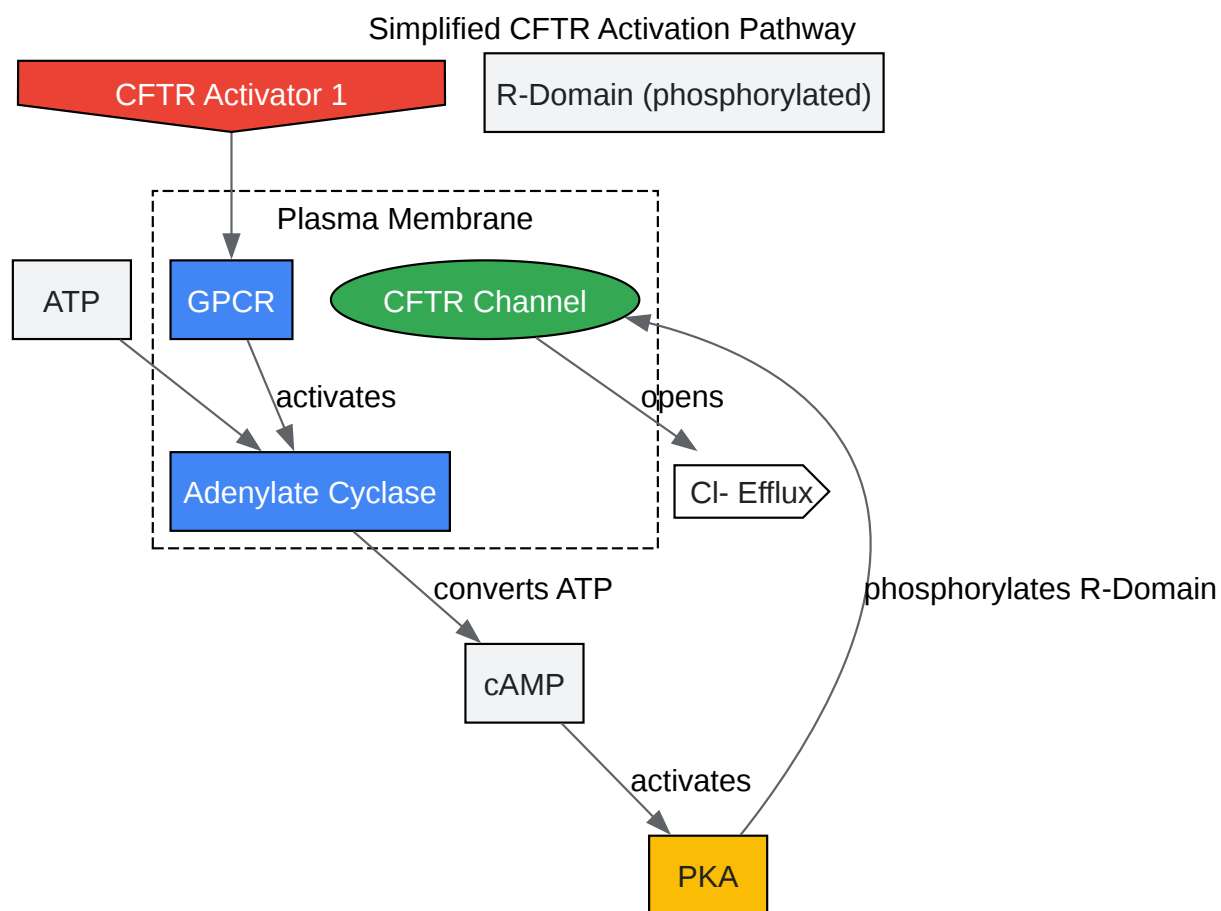 Simplified CFTR Activation Pathway
CFTR Activator 1
R-Domain (phosphorylated)
Plasma Membrane
ATP
GPCR
CFTR Channel
activates
opens
Adenylate Cyclase
Cl- Efflux
converts ATP
phosphorylates R-Domain
cAMP
activates
PKA